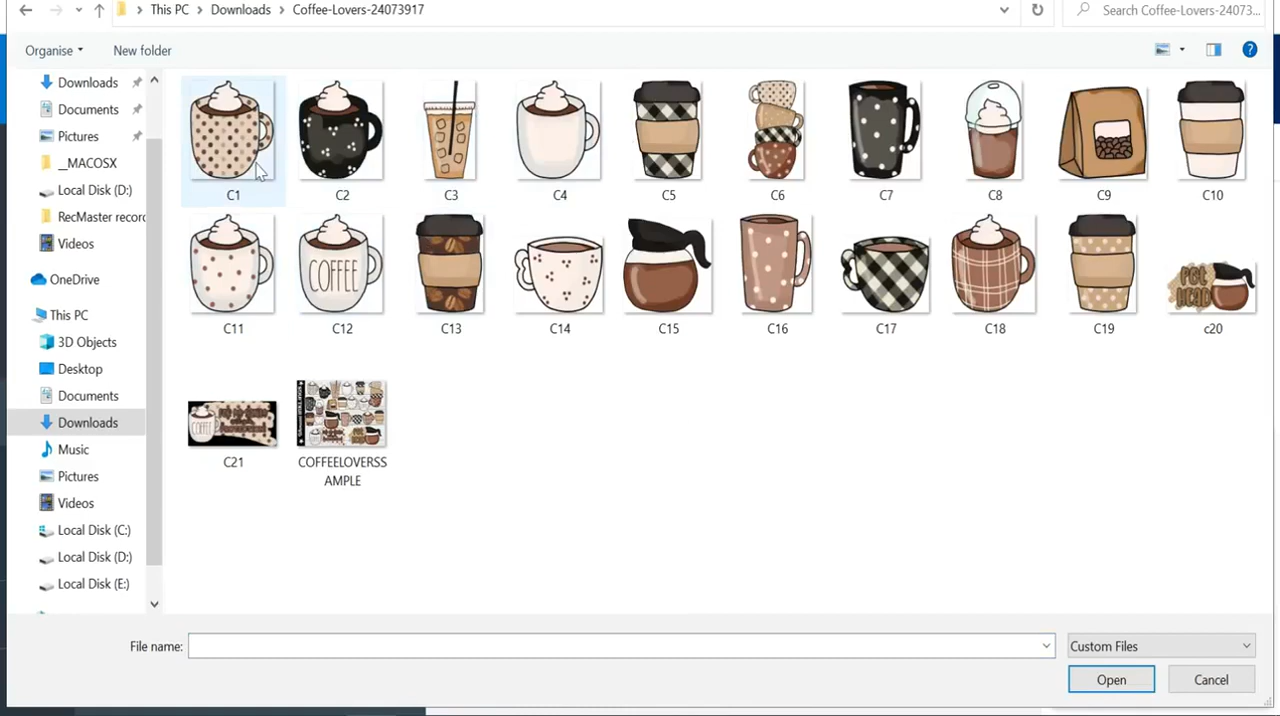 This PC > Downloads > Coffee-Lovers-24073917
Search Coffee-Lovers-24073...
Organise
New folder
Downloads
Documents
Pictures
__MACOSX
Local Disk (D:)
RecMaster recorc
Videos
OneDrive
This PC
3D Objects
Desktop
Documents
Downloads
Music
Pictures
Videos
Local Disk (C:)
Local Disk (D:)
Local Disk (E:)
C1 C2 C3 C4 C5 C6 C7 C8 C9 C10
COFFEE
C11 C12 C13 C14 C15 C16 C17 C18 C19 c20
COFFEE
C21
COFFEELOVERSS
AMPLE
File name:
Custom Files
Open
Cancel